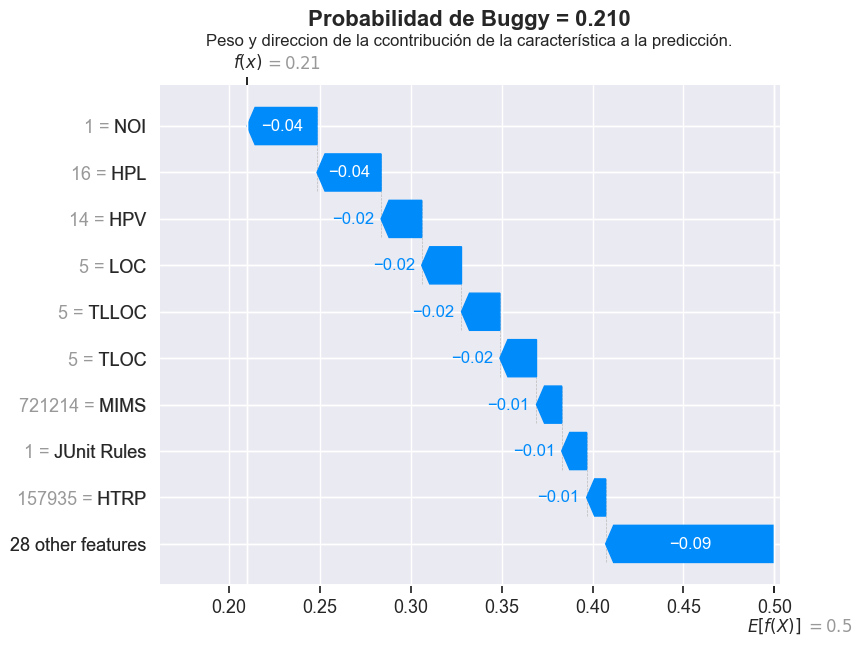 Probabilidad de Buggy = 0.210
Peso y direccion de la ccontribución de la característica a la predicción.
f(x) = 0.21
1 = NOI
−0.04
16 = HPL
−0.04
14 = HPV
−0.02
5 = LOC
−0.02
5 = TLLOC
−0.02
5 = TLOC
−0.02
721214 = MIMS
−0.01
1 = JUnit Rules
−0.01
157935 = HTRP
−0.01
28 other features
−0.09
0.20 0.25 0.30 0.35 0.40 0.45 0.50
E[f(X)] = 0.5